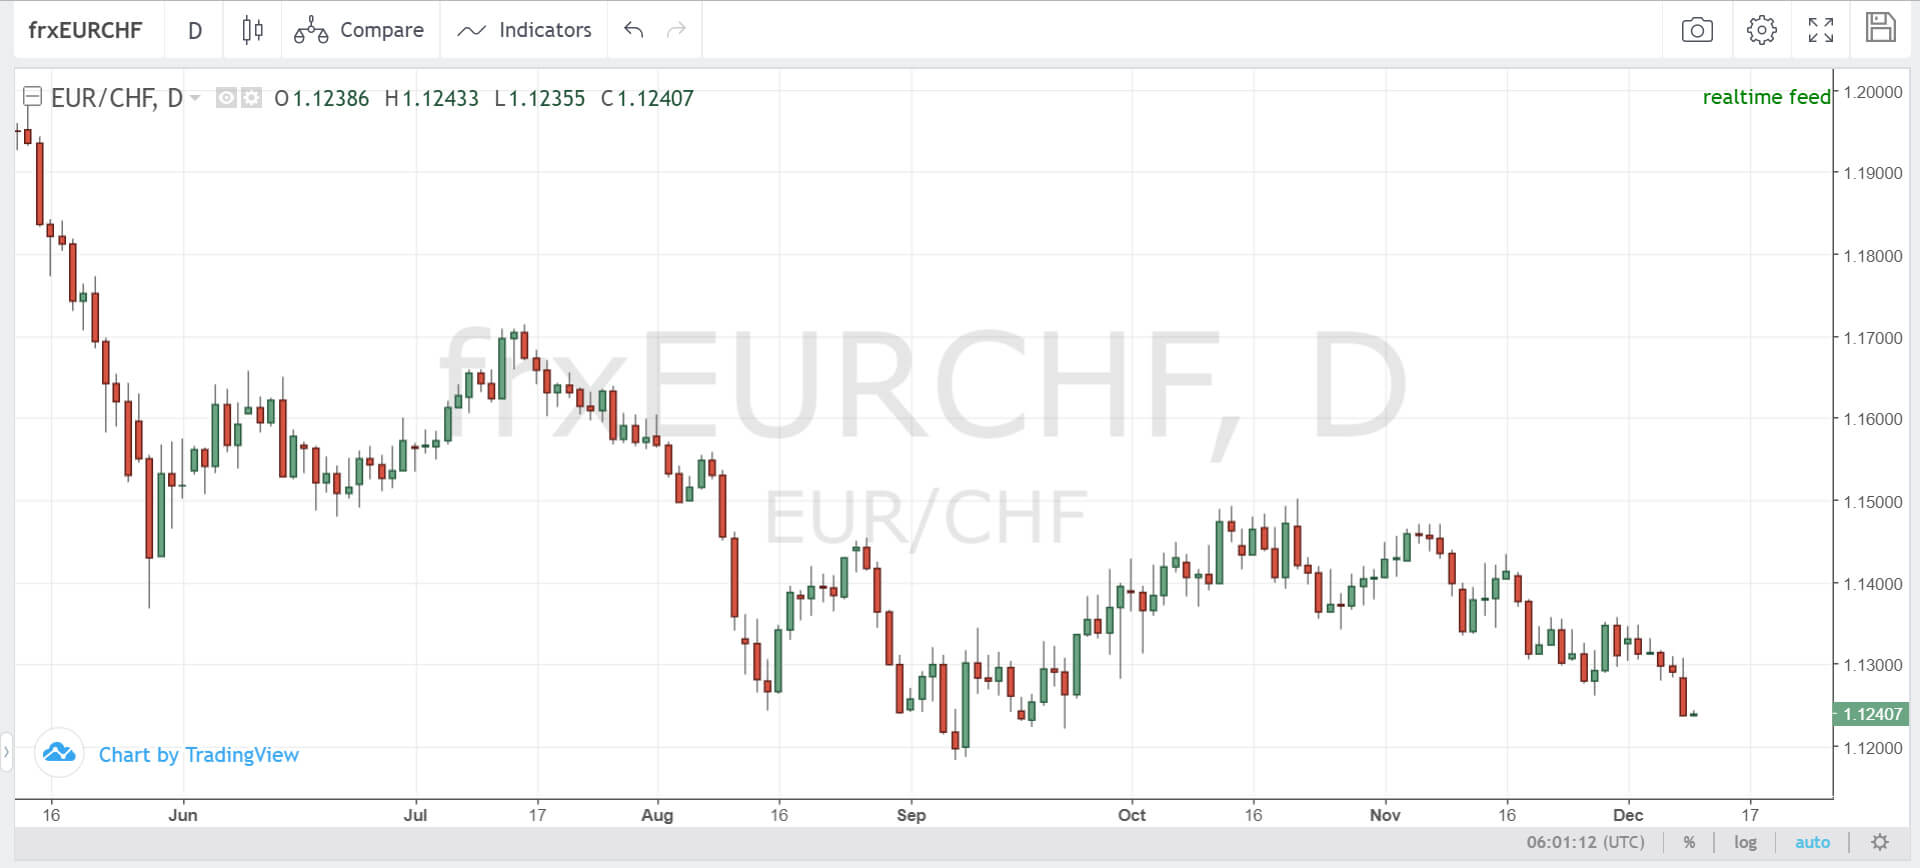 frxEURCHF D Compare Indicators
EUR/CHF, D O1.12386 H1.12433 L1.12355 C1.12407
realtime feed
1.20000
1.19000
1.18000
1.17000
1.16000
1.15000
1.14000
1.13000
1.12407
1.12000
frxEURCHF, D
EUR/CHF
Chart by TradingView
16 Jun Jul 17 Aug 16 Sep Oct 16 Nov 16 Dec 17
06:01:12 (UTC) % log auto